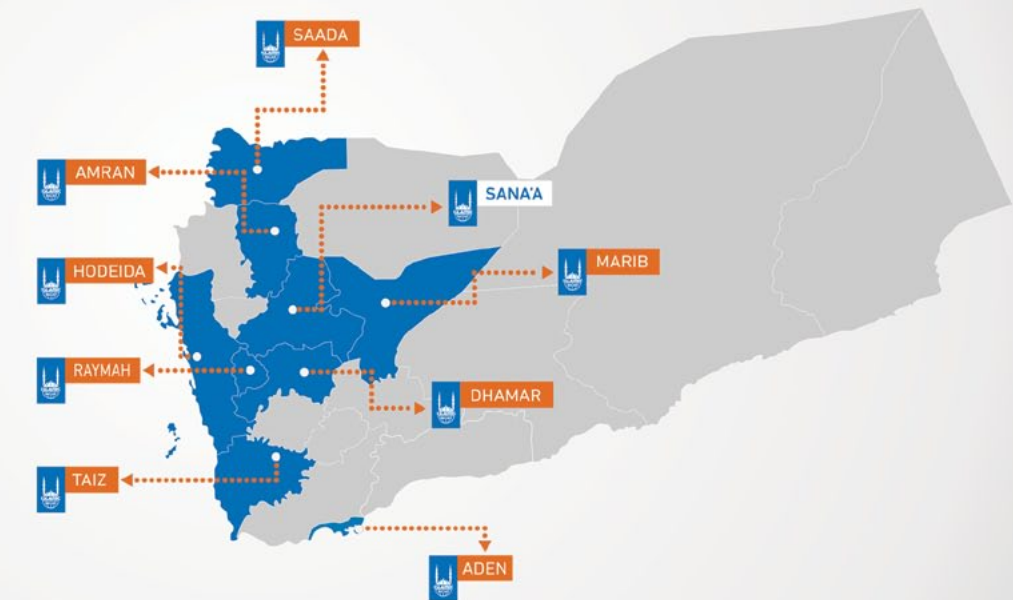 SAADA
AMRAN
SANA'A
HODEIDA
MARIB
RAYMAH
DHAMAR
TAIZ
ADEN